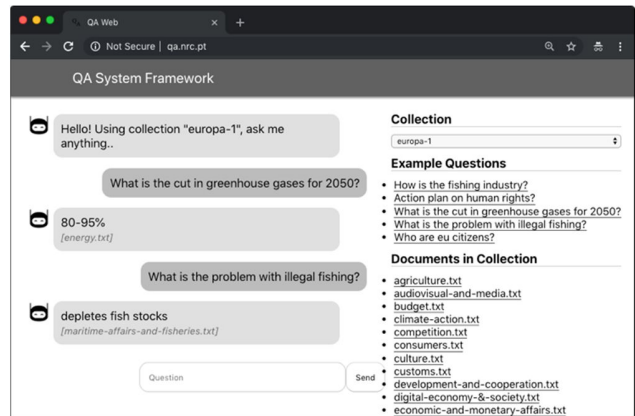 QA Web
Not Secure | qa.nrc.pt
QA System Framework
Hello! Using collection "europa-1", ask me
anything..
What is the cut in greenhouse gases for 2050?
80-95%
[energy.txt]
What is the problem with illegal fishing?
depletes fish stocks
[maritime-affairs-and-fisheries.txt]
Question
Send
Collection
europa-1
Example Questions
How is the fishing industry?
Action plan on human rights?
What is the cut in greenhouse gases for 2050?
What is the problem with illegal fishing?
Who are eu citizens?
Documents in Collection
agriculture.txt
audiovisual-and-media.txt
budget.txt
climate-action.txt
competition.txt
consumers.txt
culture.txt
customs.txt
development-and-cooperation.txt
digital-economy-&-society.txt
economic-and-monetary-affairs.txt